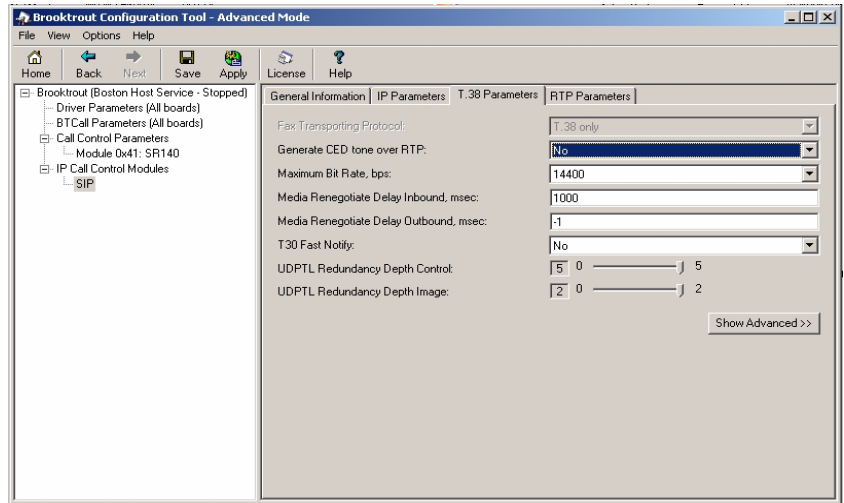 Brooktrout Configuration Tool - Advanced Mode
File View Options Help
Home Back Next Save Apply License Help
Brooktrout (Boston Host Service - Stopped)
Driver Parameters (All boards)
BTCall Parameters (All boards)
Call Control Parameters
Module 0x41: SR140
IP Call Control Modules
SIP
General Information IP Parameters T.38 Parameters RTP Parameters
Fax Transporting Protocol: T.38 only
Generate CED tone over RTP: No
Maximum Bit Rate, bps: 14400
Media Renegotiate Delay Inbound, msec: 1000
Media Renegotiate Delay Outbound, msec: -1
T30 Fast Notify: No
UDPTL Redundancy Depth Control: 5 0 5
UDPTL Redundancy Depth Image: 2 0 2
Show Advanced >>